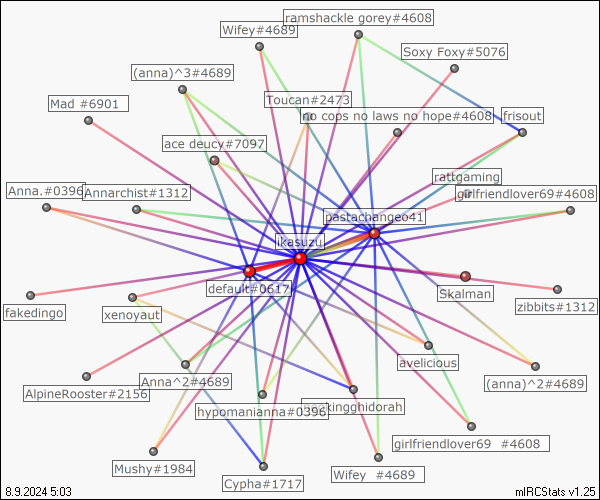 ramshackle gorey#4608
Wifey#4689
Soxy Foxy#5076
(anna)^3#4689
Toucan#2473
Mad #6901
no cops no laws no hope#4608
frisout
ace deucy#7097
rattgaming
Anna.#0396
Annarchist#1312
girlfriendlover69#4608
pastachangeo41
ikasuzu
default#0617
Skalman
fakedingo
xenoyaut
zibbits#1312
avelicious
Anna^2#4689
(anna)^2#4689
AlpineRooster#2156
hypomanianna#0396
kingghidorah
girlfriendlover69 #4608
Mushy#1984
Cypha#1717
Wifey #4689
8.9.2024 5:03
mIRCStats v1.25